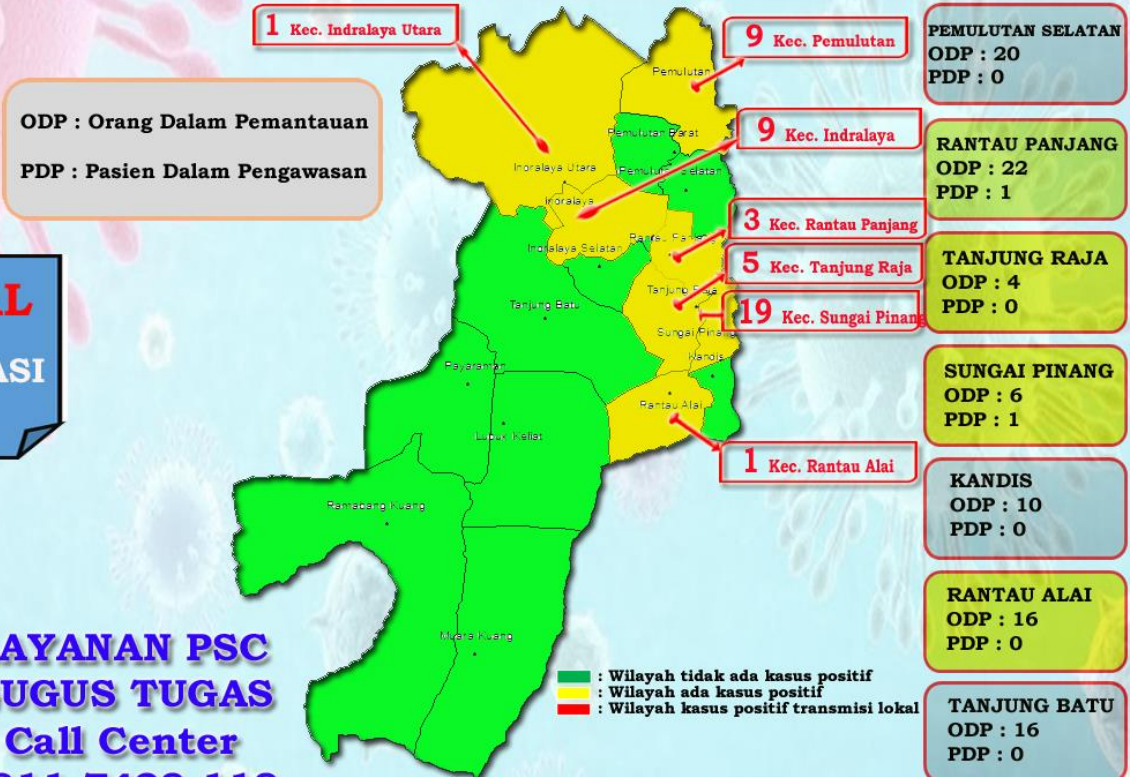 1 Kec. Indralaya Utara
9 Kec. Pemulutan
9 Kec. Indralaya
3 Kec. Rantau Panjang
5 Kec. Tanjung Raja
19 Kec. Sungai Pinang
1 Kec. Rantau Alai
ODP : Orang Dalam Pemantauan
PDP : Pasien Dalam Pengawasan
Pemulutan
Pemulutan Barat
Indralaya Utara
Indralaya
Indralaya Selatan
Tanjung Batu
Sungai Pinang
Kandis
Payaraman
Rantau Alai
Lubuk Keliat
Rambang Kuang
Muara Kuang
: Wilayah tidak ada kasus positif
: Wilayah ada kasus positif
: Wilayah kasus positif transmisi lokal
AYANAN PSC
UGUS TUGAS
Call Center
PEMULUTAN SELATAN
ODP : 20
PDP : 0
RANTAU PANJANG
ODP : 22
PDP : 1
TANJUNG RAJA
ODP : 4
PDP : 0
SUNGAI PINANG
ODP : 6
PDP : 1
KANDIS
ODP : 10
PDP : 0
RANTAU ALAI
ODP : 16
PDP : 0
TANJUNG BATU
ODP : 16
PDP : 0